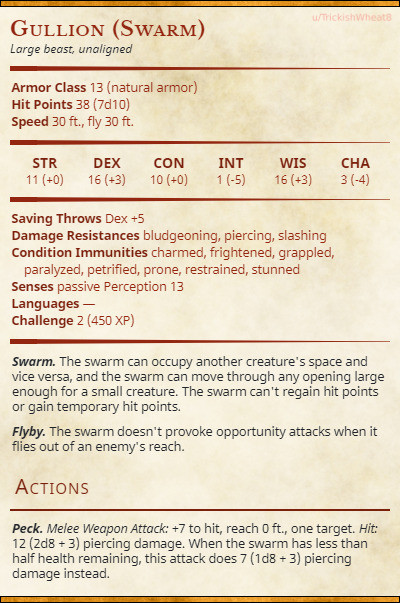 u/TrickishWheat8
Gullion (Swarm)
Large beast, unaligned
Armor Class 13 (natural armor)
Hit Points 38 (7d10)
Speed 30 ft., fly 30 ft.
STR DEX CON INT WIS CHA
11 (+0) 16 (+3) 10 (+0) 1 (-5) 16 (+3) 3 (-4)
Saving Throws Dex +5
Damage Resistances bludgeoning, piercing, slashing
Condition Immunities charmed, frightened, grappled,
paralyzed, petrified, prone, restrained, stunned
Senses passive Perception 13
Languages —
Challenge 2 (450 XP)
Swarm. The swarm can occupy another creature's space and
vice versa, and the swarm can move through any opening large
enough for a small creature. The swarm can't regain hit points
or gain temporary hit points.
Flyby. The swarm doesn't provoke opportunity attacks when it
flies out of an enemy's reach.
Actions
Peck. Melee Weapon Attack: +7 to hit, reach 0 ft., one target. Hit:
12 (2d8 + 3) piercing damage. When the swarm has less than
half health remaining, this attack does 7 (1d8 + 3) piercing
damage instead.